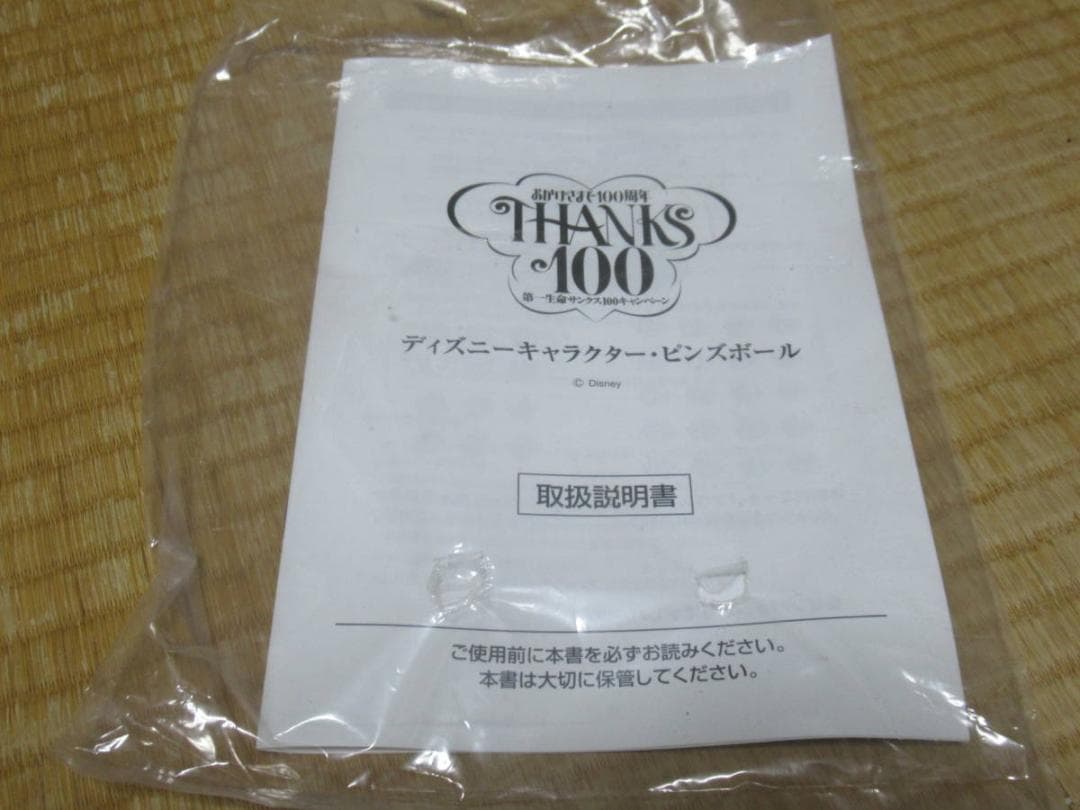 おかげさまで100周年
THANKS
100
第一生命サンクス100キャンペーン
ディズニーキャラクター・ピンズボール
© Disney
取扱説明書
ご使用前に本書を必ずお読みください。
本書は大切に保管してください。